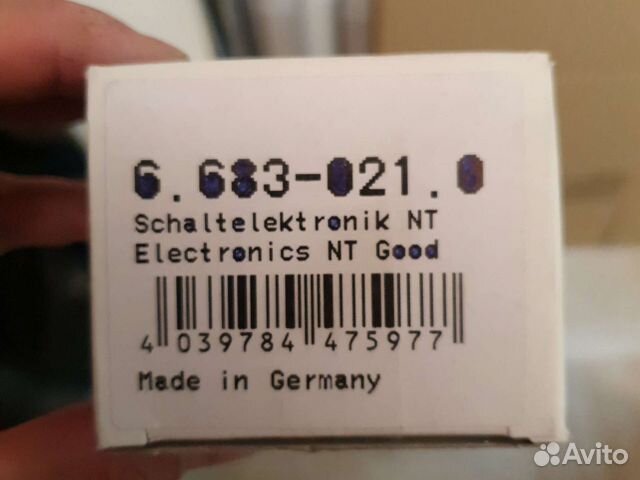 6.683-021.0
Schaltelektronik NT
Electronics NT Good
4 039784 475977
Made in Germany
Avito